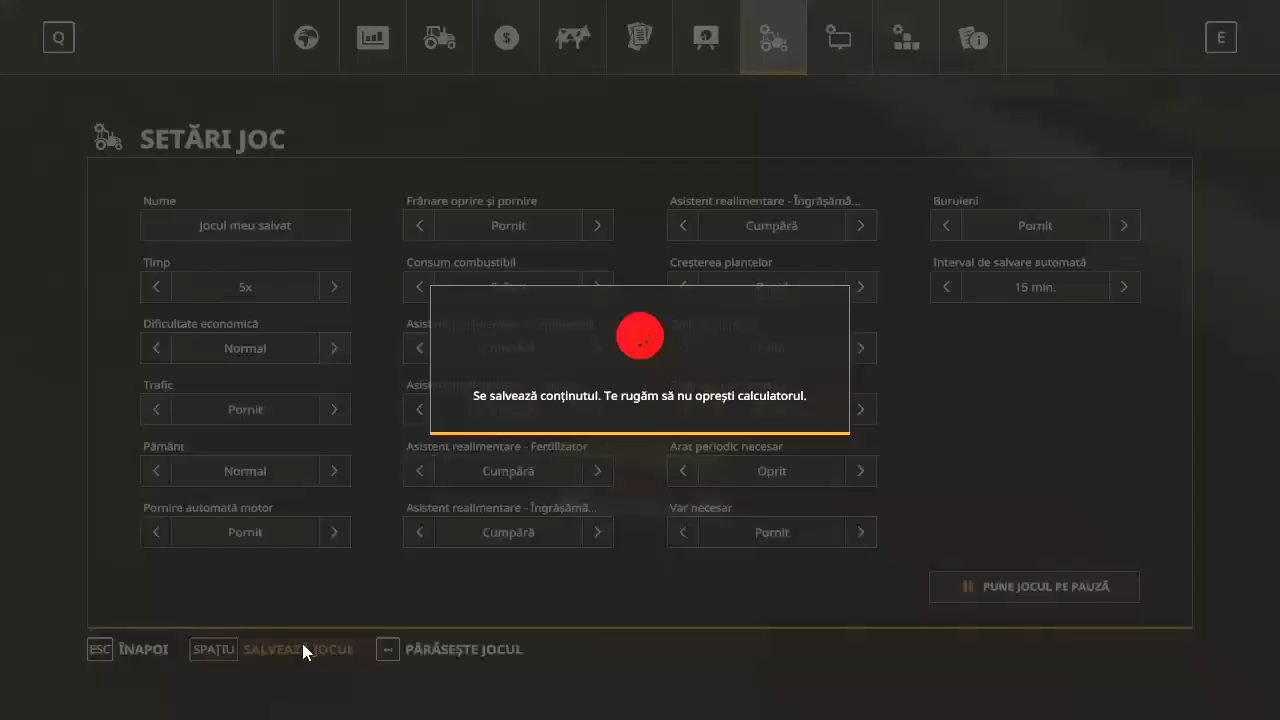 Q
$
E
SETĂRI JOC
Nume
Jocul meu salvat
Timp
5x
Dificultate economică
Normal
Trafic
Pornit
Pământ
Normal
Pornire automată motor
Pornit
Frânare oprire și pornire
Pornit
Consum combustibil
Asistent realimentare - Fertilizator
Cumpără
Asistent realimentare - Îngrășămâ...
Cumpără
Asistent realimentare - Îngrășămâ...
Cumpără
Creșterea plantelor
Arat periodic necesar
Oprit
Var necesar
Pornit
Buruieni
Pornit
Interval de salvare automată
15 min.
Se salvează conținutul. Te rugăm să nu oprești calculatorul.
PUNE JOCUL PE PAUZĂ
ESC ÎNAPOI SPAȚIU SALVEAZĂ JOCUL PĂRĂSEȘTE JOCUL